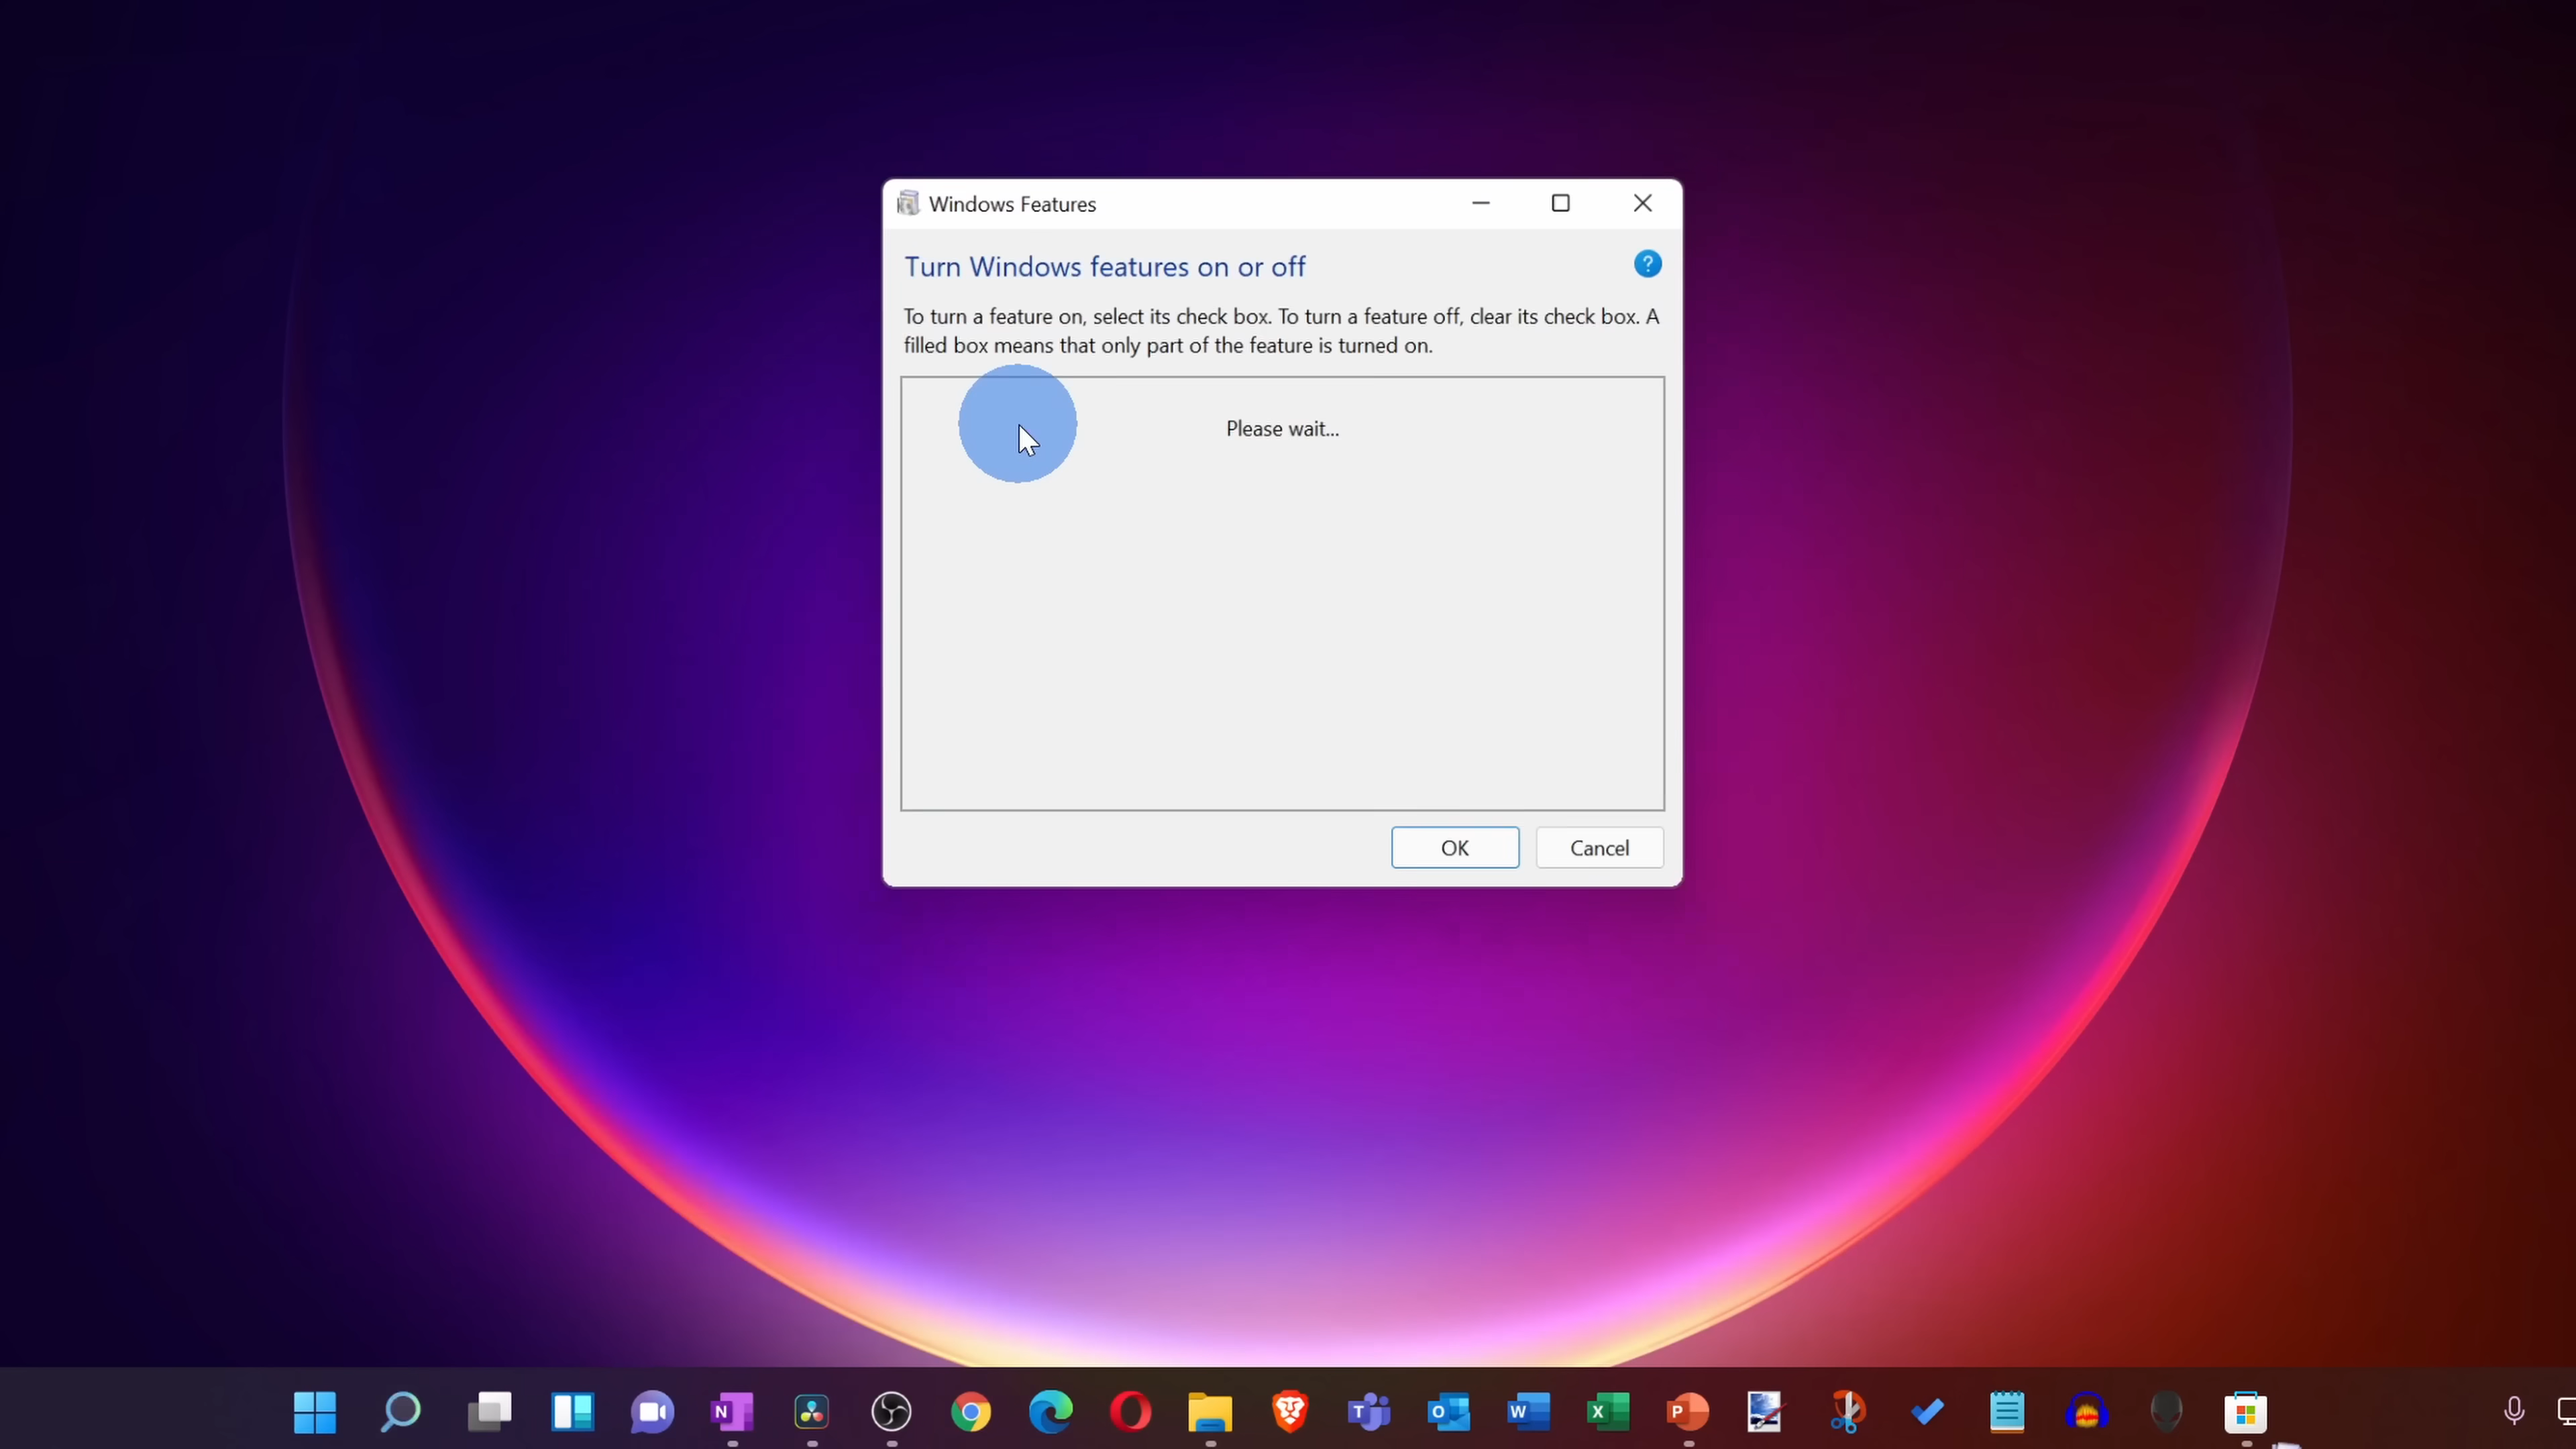 Windows Features
Turn Windows features on or off
?
To turn a feature on, select its check box. To turn a feature off, clear its check box. A
filled box means that only part of the feature is turned on.
Please wait...
OK
Cancel
N
T
O
W
X
P